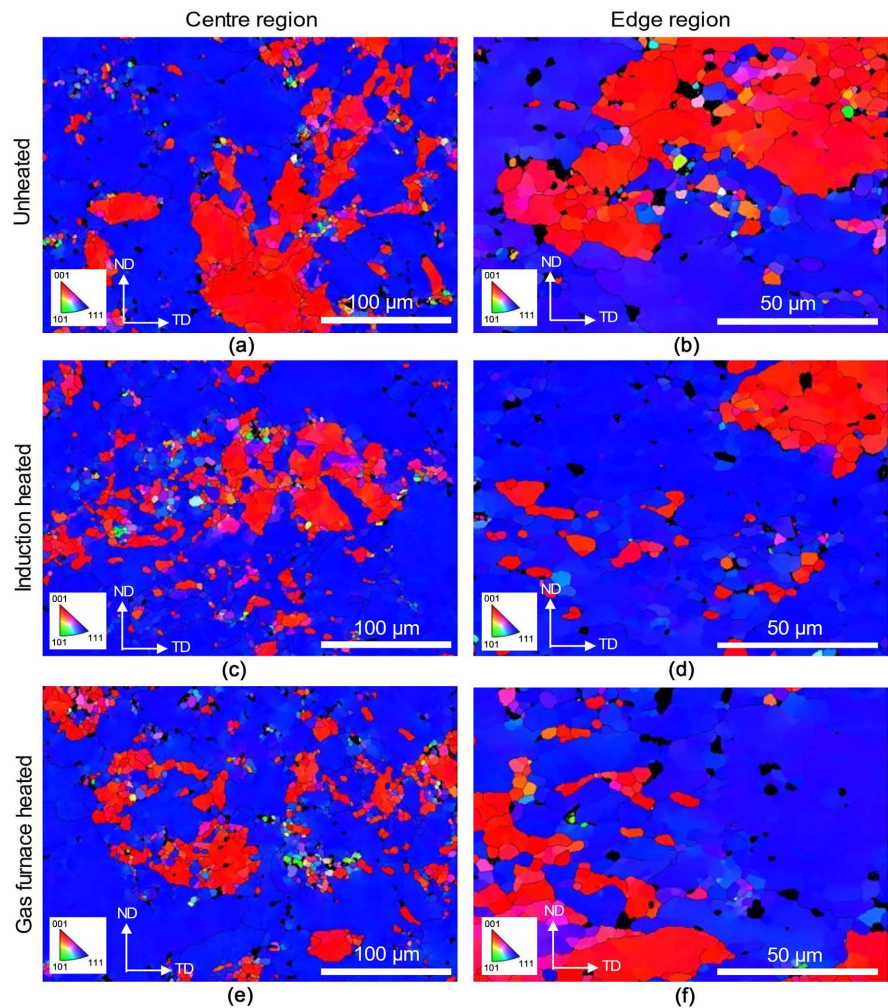 Centre region Edge region
Unheated
001
101 111
ND
TD
100 µm
001
101 111
ND
TD
50 µm
(a) (b)
Induction heated
001
101 111
ND
TD
100 µm
001
101 111
ND
TD
50 µm
(c) (d)
Gas furnace heated
001
101 111
ND
TD
100 µm
001
101 111
ND
TD
50 µm
(e) (f)